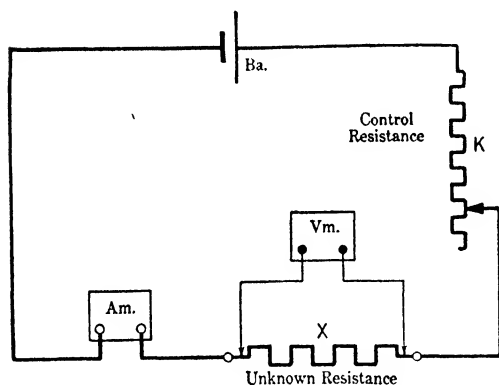 Ba.
Control
Resistance
K
Vm.
Am.
X
Unknown Resistance